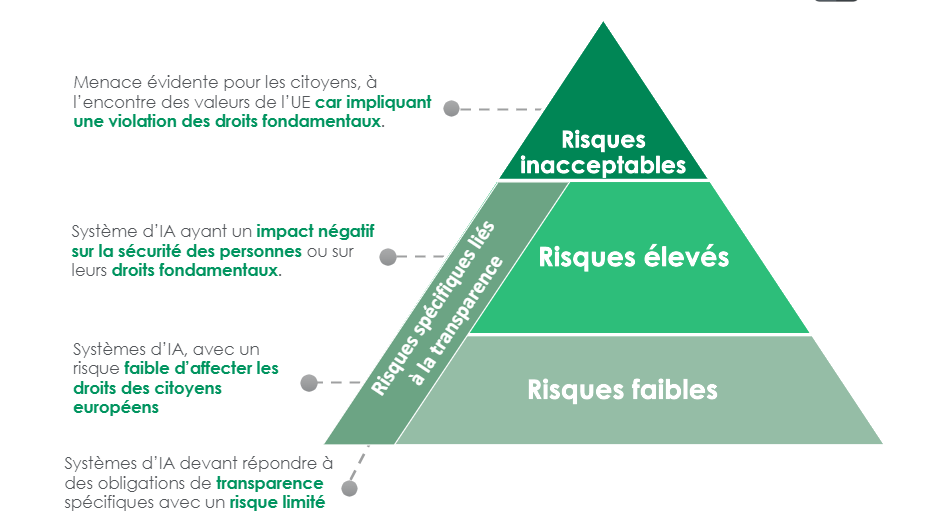 Menace évidente pour les citoyens, à
l'encontre des valeurs de l'UE car impliquant
une violation des droits fondamentaux.
Risques
inacceptables
Système d'IA ayant un impact négatif
sur la sécurité des personnes ou sur
leurs droits fondamentaux.
Risques spécifiques liés
à la transparence
Risques élevés
Systèmes d'IA, avec un
risque faible d'affecter les
droits des citoyens
européens
Risques faibles
Systèmes d'IA devant répondre à
des obligations de transparence
spécifiques avec un risque limité